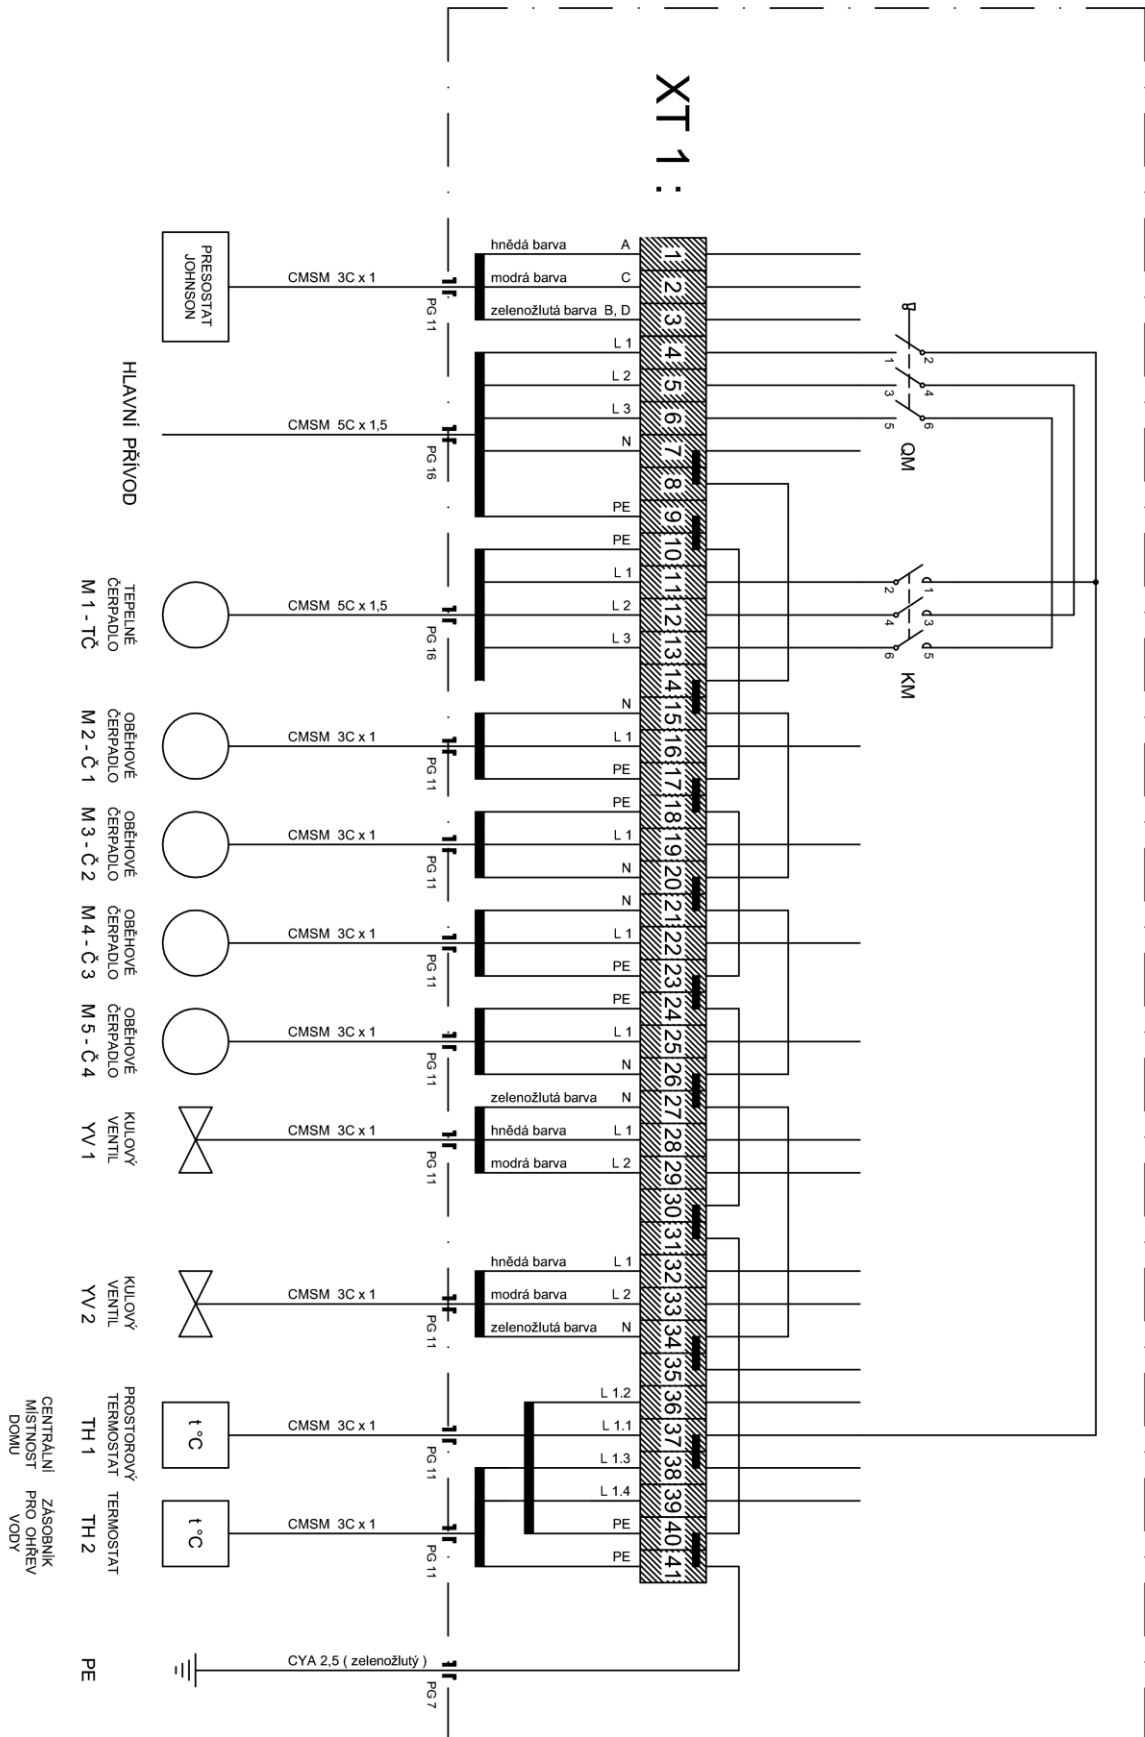 XT 1 :
PRESOSTAT
JOHNSON
CMSM 3C x 1
PG 11
hnědá barva A
modrá barva C
zelenožlutá barva B, D
1
2
3
HLAVNÍ PŘÍVOD
CMSM 5C x 1,5
PG 16
L 1
L 2
L 3
N
PE
4
5
6
7
8
9
1
2
3
4
5
6
QM
TEPELNÉ
ČERPADLO
M 1 - TČ
CMSM 5C x 1,5
PG 16
PE
L 1
L 2
L 3
10
11
12
13
14
2
1
4
3
6
5
KM
OBĚHOVÉ
ČERPADLO
M 2 - Č 1
CMSM 3C x 1
PG 11
N
L 1
PE
15
16
17
OBĚHOVÉ
ČERPADLO
M 3 - Č 2
CMSM 3C x 1
PG 11
PE
L 1
N
18
19
20
OBĚHOVÉ
ČERPADLO
M 4 - Č 3
CMSM 3C x 1
PG 11
N
L 1
PE
21
22
23
OBĚHOVÉ
ČERPADLO
M 5 - Č 4
CMSM 3C x 1
PG 11
PE
L 1
N
24
25
26
KULOVÝ
VENTIL
YV 1
CMSM 3C x 1
PG 11
zelenožlutá barva N
hnědá barva L 1
modrá barva L 2
27
28
29
30
31
KULOVÝ
VENTIL
YV 2
CMSM 3C x 1
PG 11
hnědá barva L 1
modrá barva L 2
zelenožlutá barva N
32
33
34
35
PROSTOROVÝ
TERMOSTAT
TH 1
CENTRÁLNÍ
MÍSTNOST
DOMU
t °C
CMSM 3C x 1
PG 11
L 1.2
L 1.1
L 1.3
L 1.4
PE
PE
36
37
38
39
40
41
TERMOSTAT
TH 2
ZÁSOBNÍK
PRO OHŘEV
VODY
t °C
CMSM 3C x 1
PG 11
PE
CYA 2,5 ( zelenožlutý )
PG 7